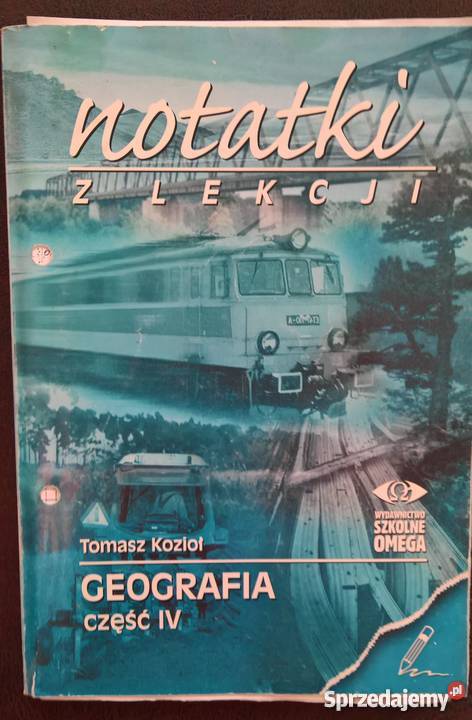 notatki
Z LEKCJI
Tomasz Kozioł
WYDAWNICTWO
SZKOLNE
OMEGA
GEOGRAFIA
część IV
Sprzedajemy.pl